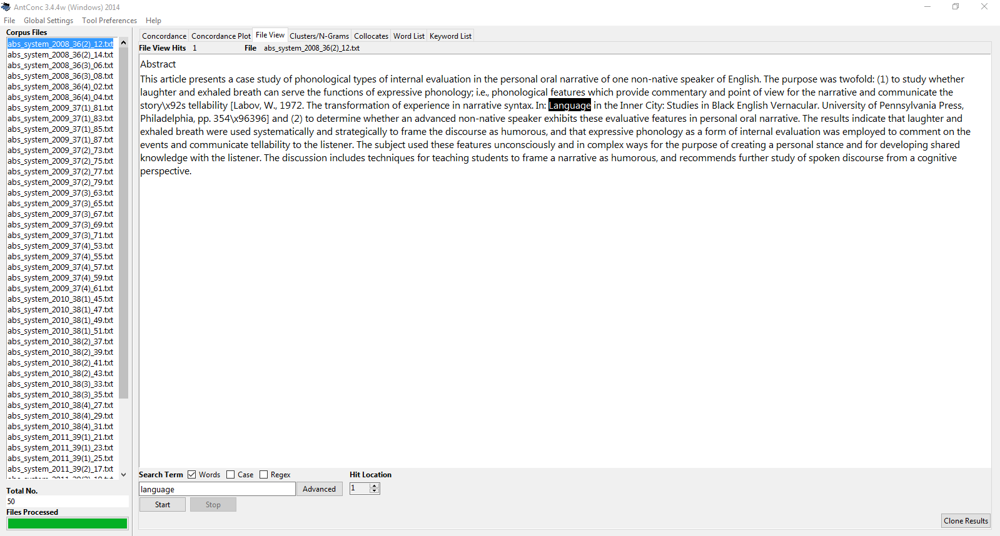 AntConc 3.4.4w (Windows) 2014
File Global Settings Tool Preferences Help
Corpus Files
abs_system_2008_36(2)_12.txt
abs_system_2008_36(2)_14.txt
abs_system_2008_36(3)_06.txt
abs_system_2008_36(3)_08.txt
abs_system_2008_36(4)_02.txt
abs_system_2008_36(4)_04.txt
abs_system_2009_37(1)_81.txt
abs_system_2009_37(1)_83.txt
abs_system_2009_37(1)_85.txt
abs_system_2009_37(1)_87.txt
abs_system_2009_37(2)_73.txt
abs_system_2009_37(2)_75.txt
abs_system_2009_37(2)_77.txt
abs_system_2009_37(2)_79.txt
abs_system_2009_37(3)_63.txt
abs_system_2009_37(3)_65.txt
abs_system_2009_37(3)_67.txt
abs_system_2009_37(3)_69.txt
abs_system_2009_37(3)_71.txt
abs_system_2009_37(4)_53.txt
abs_system_2009_37(4)_55.txt
abs_system_2009_37(4)_57.txt
abs_system_2009_37(4)_59.txt
abs_system_2009_37(4)_61.txt
abs_system_2010_38(1)_45.txt
abs_system_2010_38(1)_47.txt
abs_system_2010_38(1)_49.txt
abs_system_2010_38(1)_51.txt
abs_system_2010_38(2)_37.txt
abs_system_2010_38(2)_39.txt
abs_system_2010_38(2)_41.txt
abs_system_2010_38(2)_43.txt
abs_system_2010_38(3)_33.txt
abs_system_2010_38(3)_35.txt
abs_system_2010_38(4)_27.txt
abs_system_2010_38(4)_29.txt
abs_system_2010_38(4)_31.txt
abs_system_2011_39(1)_21.txt
abs_system_2011_39(1)_23.txt
abs_system_2011_39(1)_25.txt
abs_system_2011_39(2)_17.txt
Total No.
50
Files Processed
Concordance Concordance Plot File View Clusters/N-Grams Collocates Word List Keyword List
File View Hits 1 File abs_system_2008_36(2)_12.txt
Abstract
This article presents a case study of phonological types of internal evaluation in the personal oral narrative of one non-native speaker of English. The purpose was twofold: (1) to study whether
laughter and exhaled breath can serve the functions of expressive phonology; i.e., phonological features which provide commentary and point of view for the narrative and communicate the
story\x92s tellability [Labov, W., 1972. The transformation of experience in narrative syntax. In: Language in the Inner City: Studies in Black English Vernacular. University of Pennsylvania Press,
Philadelphia, pp. 354\x96396] and (2) to determine whether an advanced non-native speaker exhibits these evaluative features in personal oral narrative. The results indicate that laughter and
exhaled breath were used systematically and strategically to frame the discourse as humorous, and that expressive phonology as a form of internal evaluation was employed to comment on the
events and communicate tellability to the listener. The subject used these features unconsciously and in complex ways for the purpose of creating a personal stance and for developing shared
knowledge with the listener. The discussion includes techniques for teaching students to frame a narrative as humorous, and recommends further study of spoken discourse from a cognitive
perspective.
Search Term Words Case Regex Hit Location
language Advanced 1
Start Stop
Clone Results